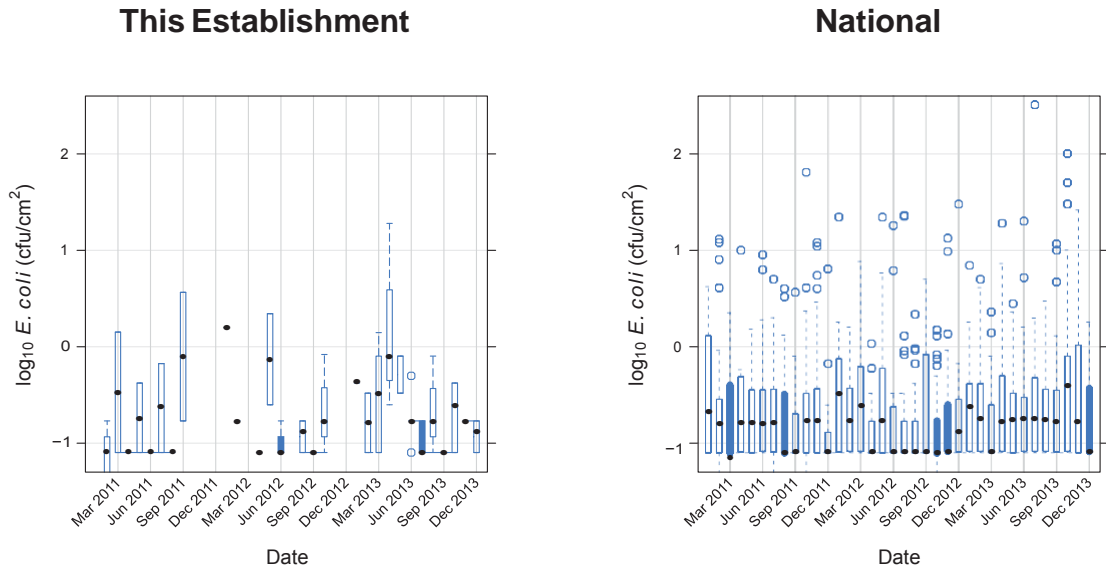 This Establishment
National
log10 E. coli (cfu/cm²)
2
1
0
−1
Mar 2011
Jun 2011
Sep 2011
Dec 2011
Mar 2012
Jun 2012
Sep 2012
Dec 2012
Mar 2013
Jun 2013
Sep 2013
Dec 2013
Date
log10 E. coli (cfu/cm²)
2
1
0
−1
Mar 2011
Jun 2011
Sep 2011
Dec 2011
Mar 2012
Jun 2012
Sep 2012
Dec 2012
Mar 2013
Jun 2013
Sep 2013
Dec 2013
Date